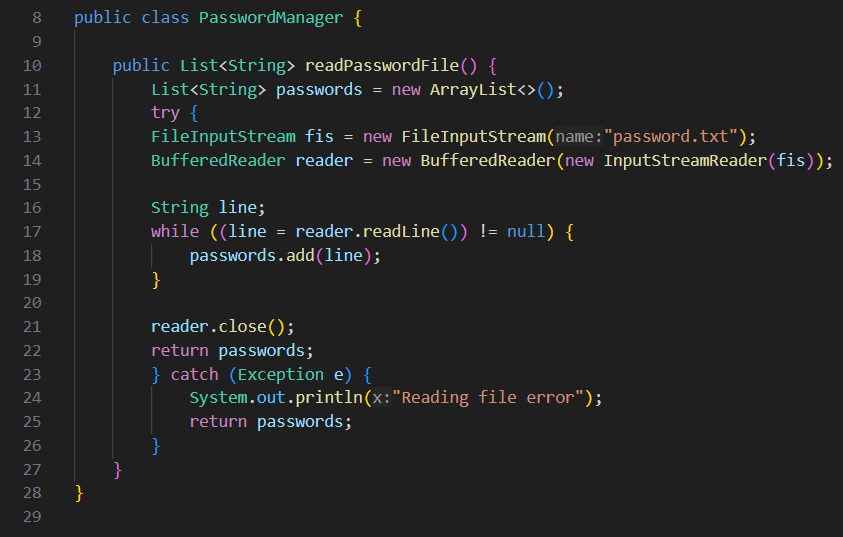 8 public class PasswordManager {
9
10 public List<String> readPasswordFile() {
11 List<String> passwords = new ArrayList<>();
12 try {
13 FileInputStream fis = new FileInputStream(name:"password.txt");
14 BufferedReader reader = new BufferedReader(new InputStreamReader(fis));
15
16 String line;
17 while ((line = reader.readLine()) != null) {
18 passwords.add(line);
19 }
20
21 reader.close();
22 return passwords;
23 } catch (Exception e) {
24 System.out.println(x:"Reading file error");
25 return passwords;
26 }
27 }
28 }
29